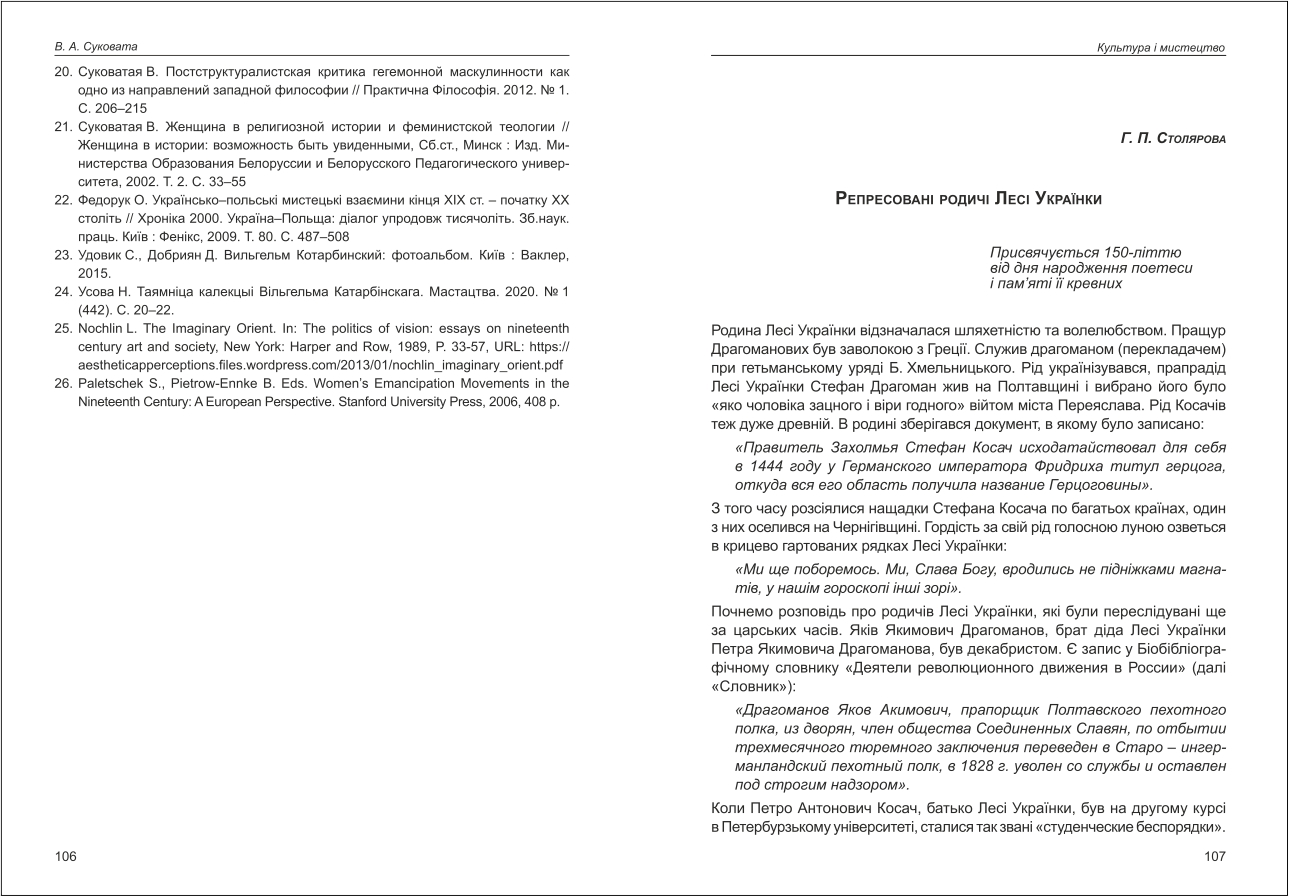 В. А. Суковата
20. Суковатая В. Постструктуралистская критика гегемонной маскулинности как
одно из направлений западной философии // Практична Філософія. 2012. № 1.
С. 206–215
21. Суковатая В. Женщина в религиозной истории и феминистской теологии //
Женщина в истории: возможность быть увиденными, Сб.ст., Минск : Изд. Ми-
нистерства Образования Белоруссии и Белорусского Педагогического универ-
ситета, 2002. Т. 2. С. 33–55
22. Федорук О. Українсько–польські мистецькі взаємини кінця XIX ст. – початку XX
століть // Хроніка 2000. Україна–Польща: діалог упродовж тисячоліть. Зб.наук.
праць. Київ : Фенікс, 2009. Т. 80. С. 487–508
23. Удовик С., Добриян Д. Вильгельм Котарбинский: фотоальбом. Київ : Ваклер,
2015.
24. Усова Н. Таямніца калекцыі Вільгельма Катарбінскага. Мастацтва. 2020. № 1
(442). С. 20–22.
25. Nochlin L. The Imaginary Orient. In: The politics of vision: essays on nineteenth
century art and society, New York: Harper and Row, 1989, P. 33-57, URL: https://
aestheticapperceptions.files.wordpress.com/2013/01/nochlin_imaginary_orient.pdf
26. Paletschek S., Pietrow-Ennke B. Eds. Women's Emancipation Movements in the
Nineteenth Century: A European Perspective. Stanford University Press, 2006, 408 p.
106
Культура і мистецтво
Г. П. Столярова
Репресовані родичі Лесі Українки
Присвячується 150-літтю
від дня народження поетеси
і пам'яті її кревних
Родина Лесі Українки відзначалася шляхетністю та волелюбством. Пращур
Драгоманових був заволокою з Греції. Служив драгоманом (перекладачем)
при гетьманському уряді Б. Хмельницького. Рід українізувався, прапрадід
Лесі Українки Стефан Драгоман жив на Полтавщині і вибрано його було
«яко чоловіка зацного і віри годного» війтом міста Переяслава. Рід Косачів
теж дуже древній. В родині зберігався документ, в якому було записано:
«Правитель Захолмья Стефан Косач исходатайствовал для себя
в 1444 году у Германского императора Фридриха титул герцога,
откуда вся его область получила название Герцоговины».
З того часу розсіялися нащадки Стефана Косача по багатьох країнах, один
з них оселився на Чернігівщині. Гордість за свій рід голосною луною озветься
в крицево гартованих рядках Лесі Українки:
«Ми ще поборемось. Ми, Слава Богу, вродились не підніжками магна-
тів, у нашім гороскопі інші зорі».
Почнемо розповідь про родичів Лесі Українки, які були переслідувані ще
за царських часів. Яків Якимович Драгоманов, брат діда Лесі Українки
Петра Якимовича Драгоманова, був декабристом. Є запис у Біобібліогра-
фічному словнику «Деятели революционного движения в России» (далі
«Словник»):
«Драгоманов Яков Акимович, прапорщик Полтавского пехотного
полка, из дворян, член общества Соединенных Славян, по отбытии
трехмесячного тюремного заключения переведен в Старо – ингер-
манландский пехотный полк, в 1828 г. уволен со службы и оставлен
под строгим надзором».
Коли Петро Антонович Косач, батько Лесі Українки, був на другому курсі
в Петербурзькому університеті, сталися так звані «студенческие беспорядки».
107